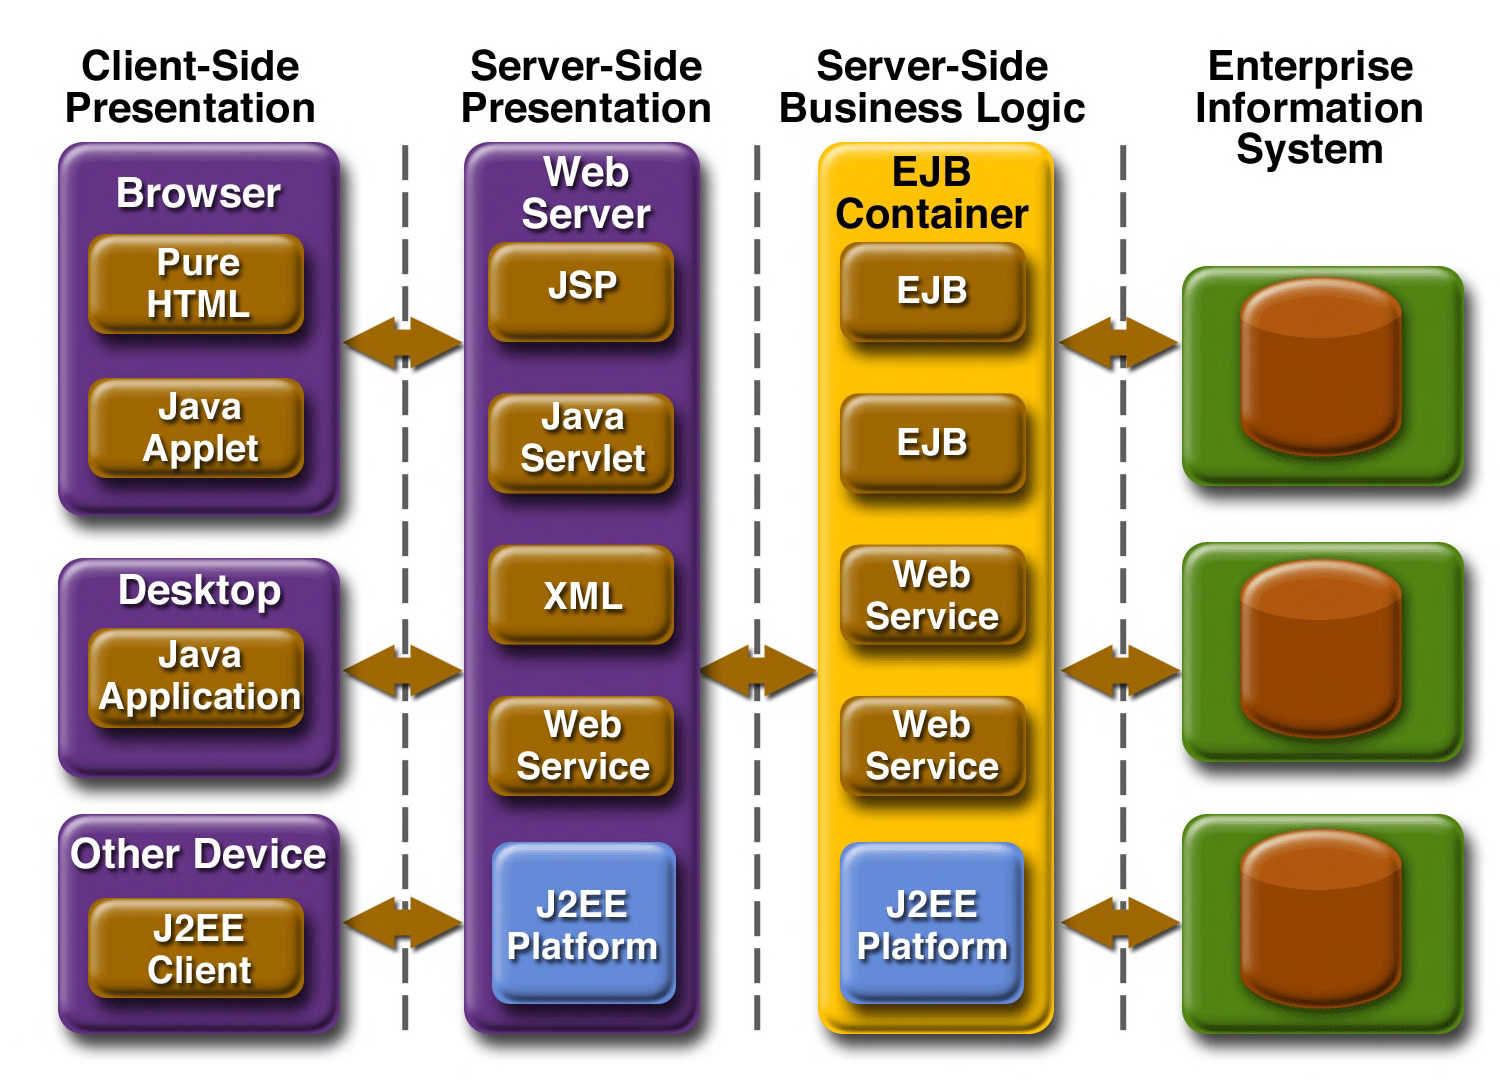 Client-Side
Presentation
Browser
Pure
HTML
Java
Applet
Desktop
Java
Application
Other Device
J2EE
Client
Server-Side
Presentation
Web
Server
JSP
Java
Servlet
XML
Web
Service
J2EE
Platform
Server-Side
Business Logic
EJB
Container
EJB
EJB
Web
Service
Web
Service
J2EE
Platform
Enterprise
Information
System